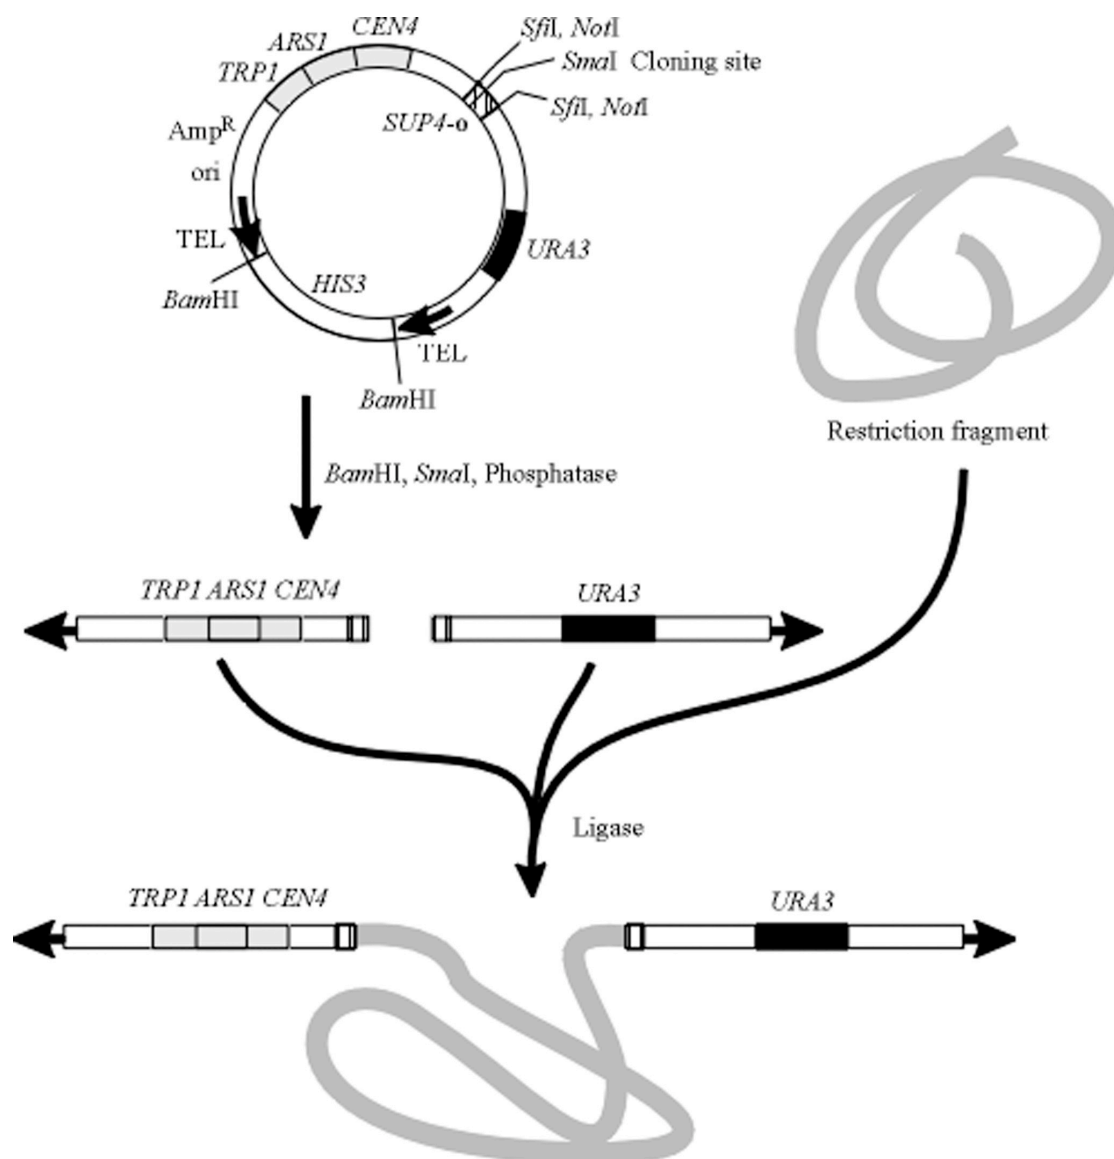 CEN4
ARS1
TRP1
SfiI, NotI
SmaI Cloning site
SfiI, NotI
SUP4-o
AmpR
ori
TEL
BamHI
HIS3
URA3
TEL
BamHI
Restriction fragment
BamHI, SmaI, Phosphatase
TRP1 ARS1 CEN4
URA3
Ligase
TRP1 ARS1 CEN4
URA3